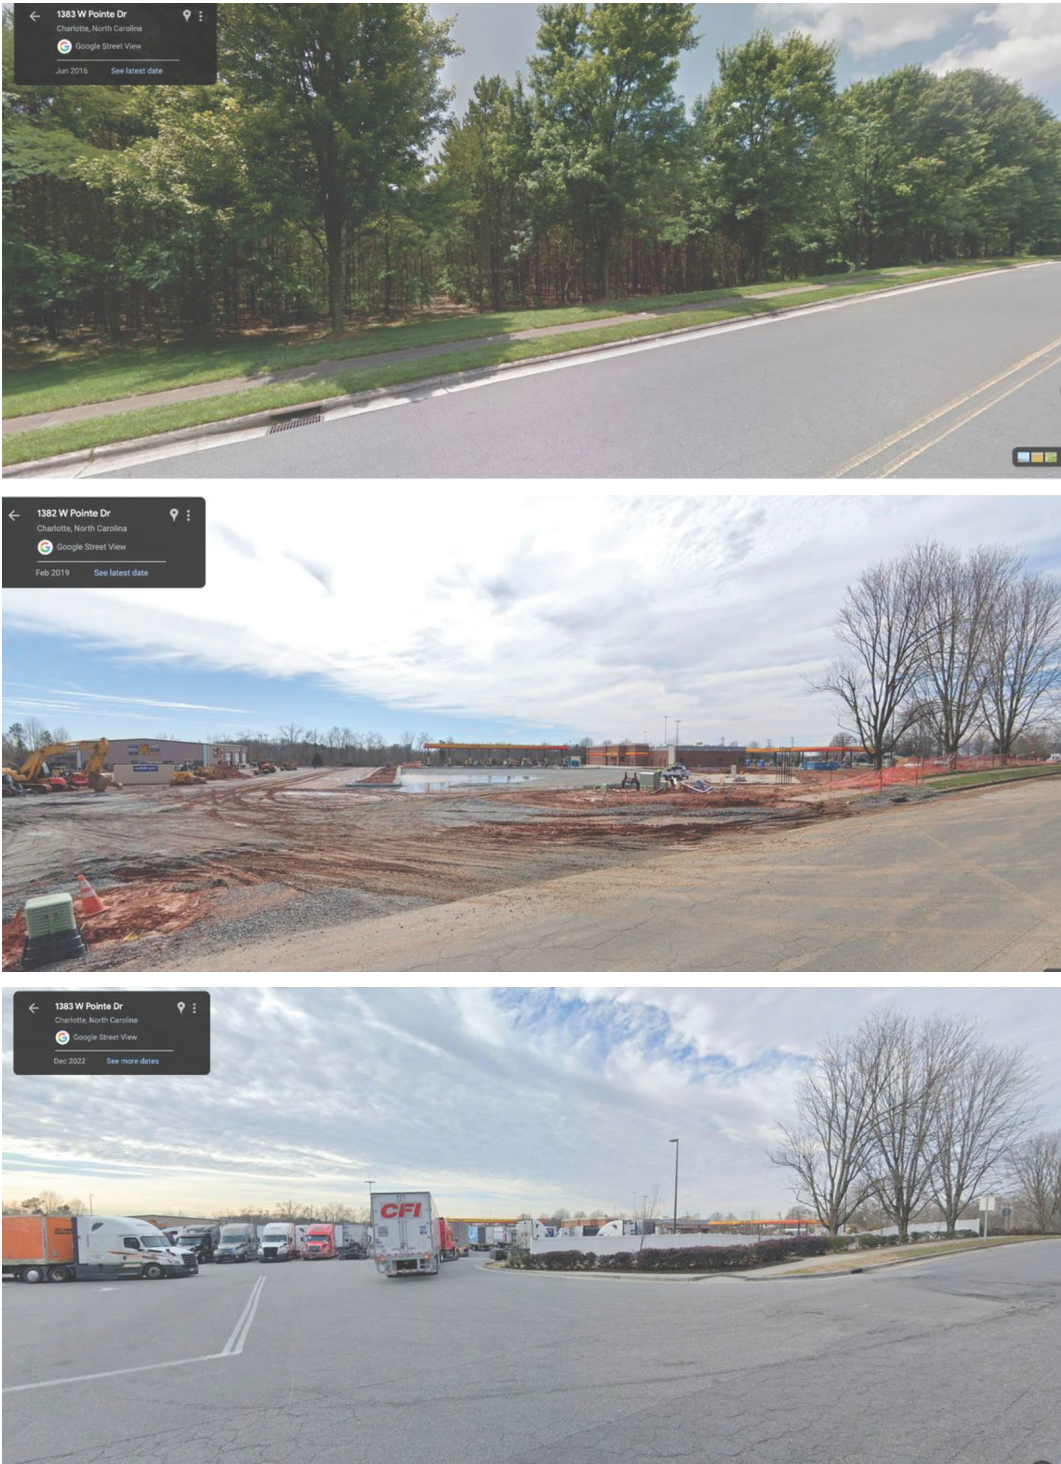 1383 W Pointe Dr
Charlotte, North Carolina
Google Street View
Jun 2016 See latest date
1382 W Pointe Dr
Charlotte, North Carolina
Google Street View
Feb 2019 See latest date
1383 W Pointe Dr
Charlotte, North Carolina
Google Street View
Dec 2022 See more dates
CFI